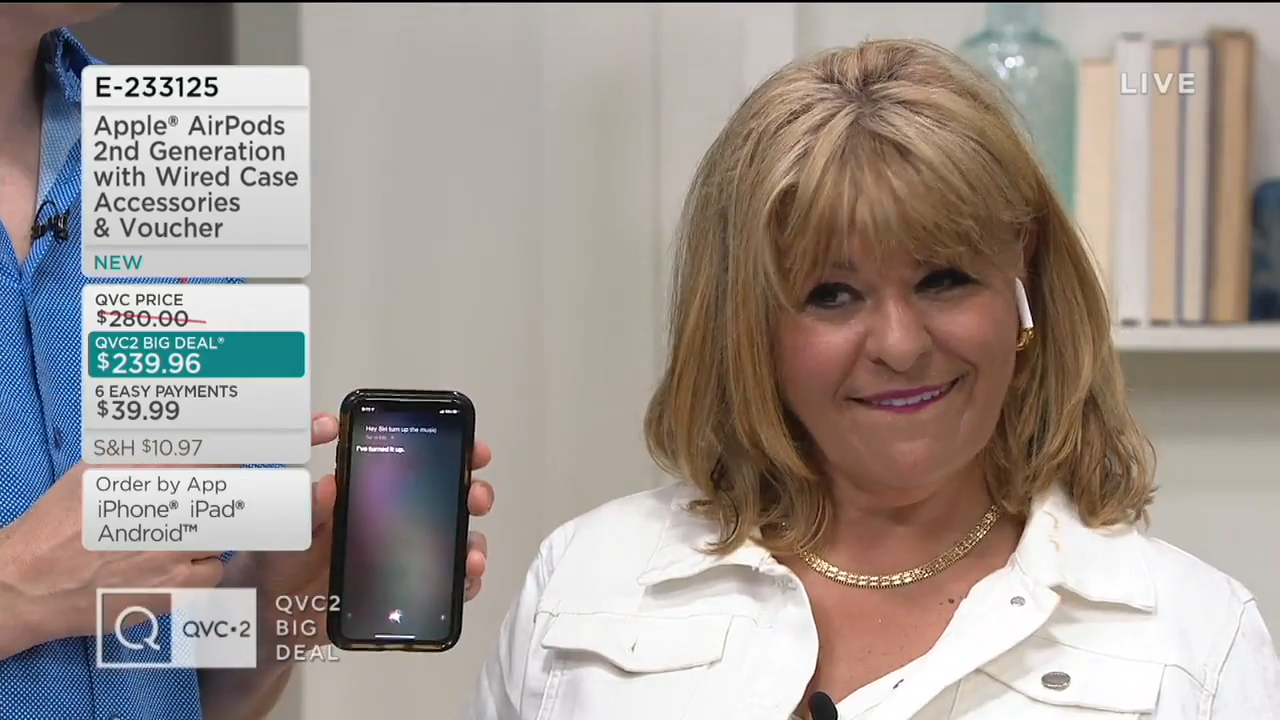 LIVE
E-233125
Apple® AirPods
2nd Generation
with Wired Case
Accessories
& Voucher
NEW
QVC PRICE
$280.00
QVC2 BIG DEAL®
$239.96
6 EASY PAYMENTS
$39.99
S&H $10.97
Order by App
iPhone® iPad®
Android™
Hey Siri turn up the music
I've turned it up.
Q QVC•2
QVC2
BIG
DEAL